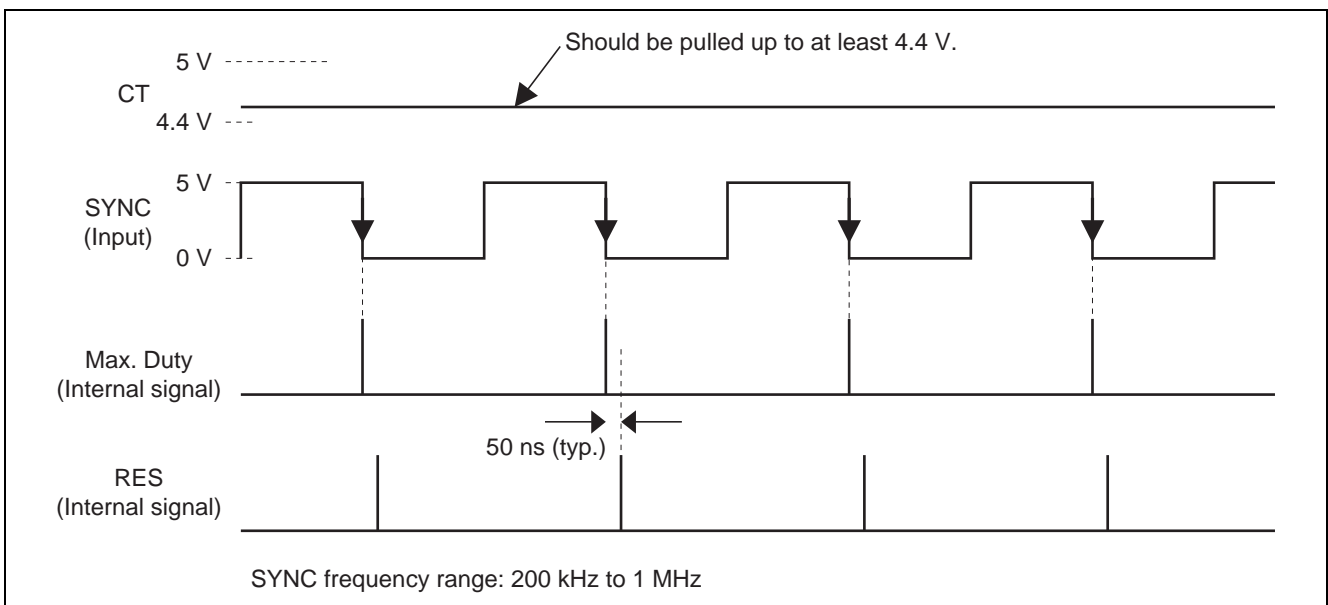 Should be pulled up to at least 4.4 V.
5 V
CT
4.4 V
5 V
SYNC
(Input)
0 V
Max. Duty
(Internal signal)
50 ns (typ.)
RES
(Internal signal)
SYNC frequency range: 200 kHz to 1 MHz